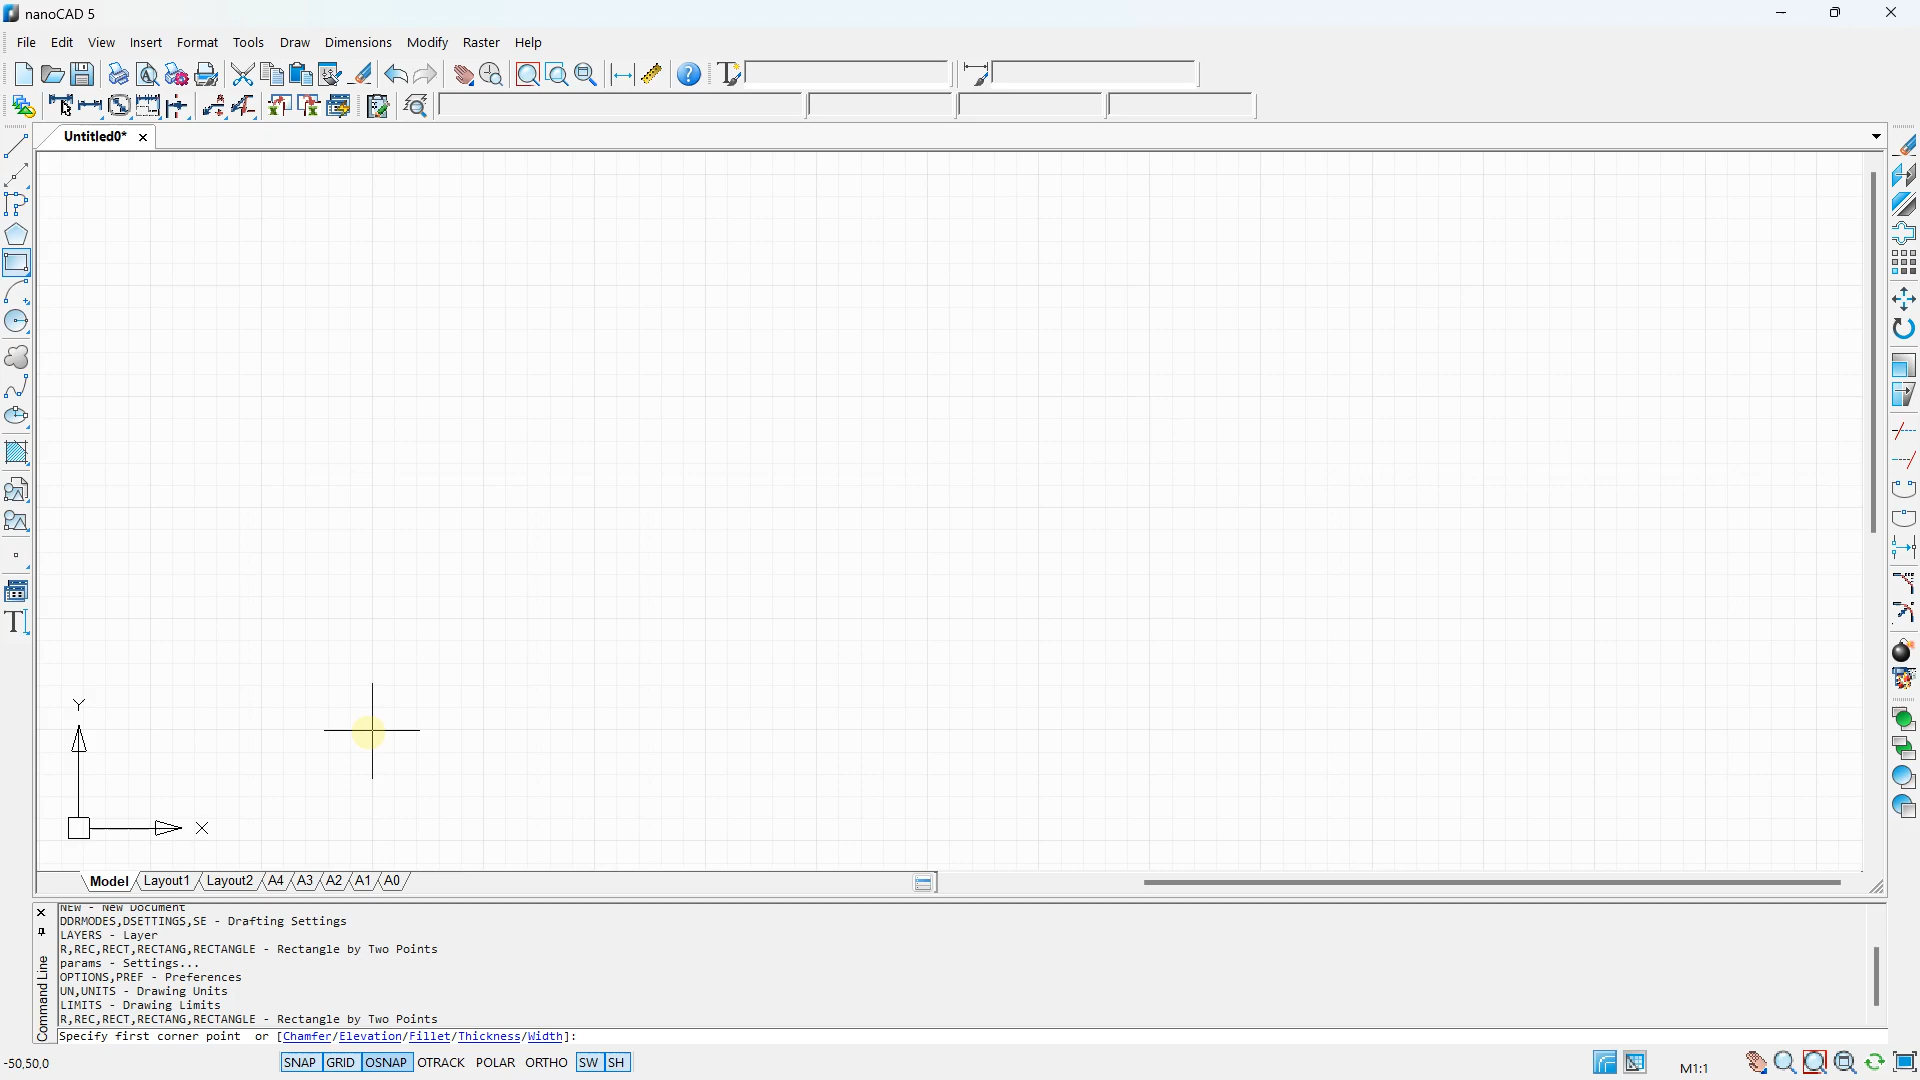 nanoCAD 5
File Edit View Insert Format Tools Draw Dimensions Modify Raster Help
Untitled0*
Y
X
Model Layout1 Layout2 A4 A3 A2 A1 A0
NEW - New Document
DDRMODES,DSETTINGS,SE - Drafting Settings
LAYERS - Layer
R,REC,RECT,RECTANG,RECTANGLE - Rectangle by Two Points
params - Settings...
OPTIONS,PREF - Preferences
UN,UNITS - Drawing Units
LIMITS - Drawing Limits
R,REC,RECT,RECTANG,RECTANGLE - Rectangle by Two Points
Command Line
Specify first corner point or [Chamfer/Elevation/Fillet/Thickness/Width]:
-50,50,0 SNAP GRID OSNAP OTRACK POLAR ORTHO SW SH M1:1